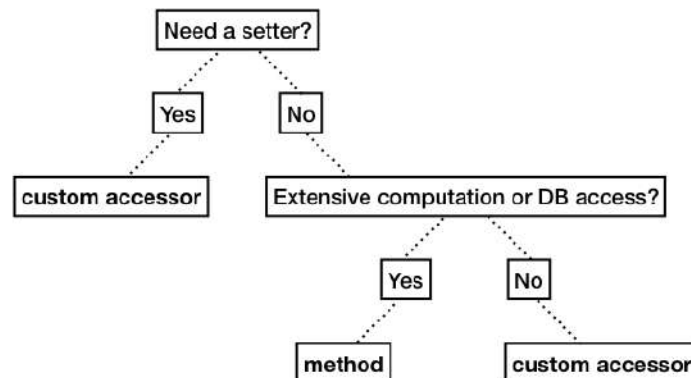 Need a setter?
Yes
No
custom accessor
Extensive computation or DB access?
Yes
No
method
custom accessor